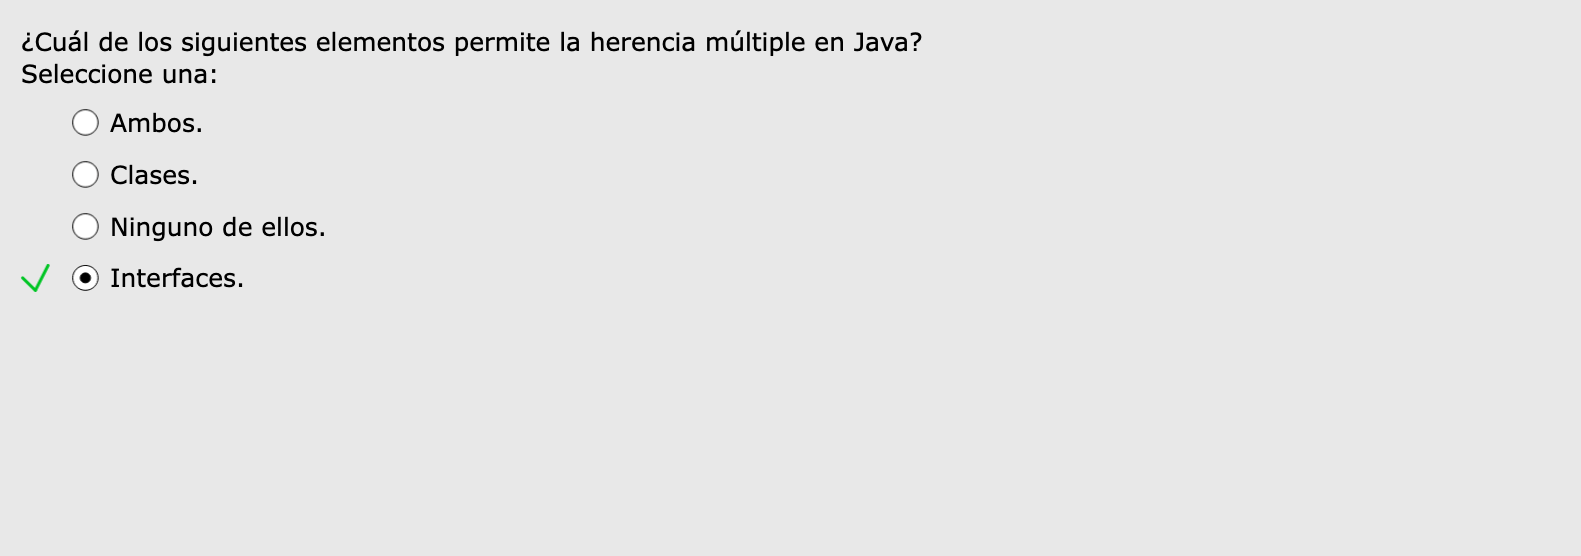 ¿Cuál de los siguientes elementos permite la herencia múltiple en Java?
Seleccione una:
Ambos.
Clases.
Ninguno de ellos.
Interfaces.